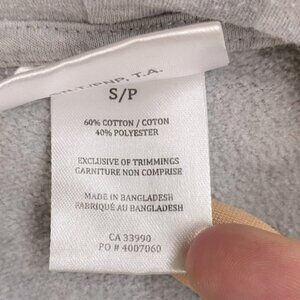 T.A.
S/P
60% COTTON / COTON
40% POLYESTER
EXCLUSIVE OF TRIMMINGS
GARNITURE NON COMPRISE
MADE IN BANGLADESH
FABRIQUÉ AU BANGLADESH
CA 33990
PO # 4007060